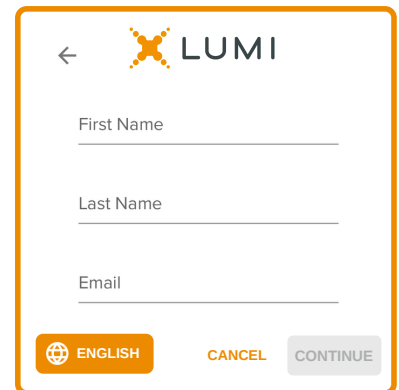 LUMI
First Name
Last Name
Email
ENGLISH CANCEL CONTINUE